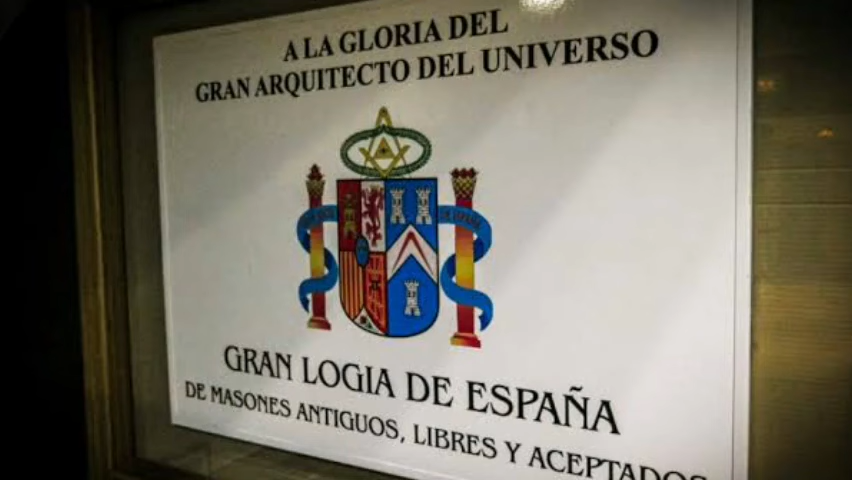 A LA GLORIA DEL
GRAN ARQUITECTO DEL UNIVERSO
GRAN LOGIA DE ESPAÑA
DE MASONES ANTIGUOS, LIBRES Y ACEPTADOS